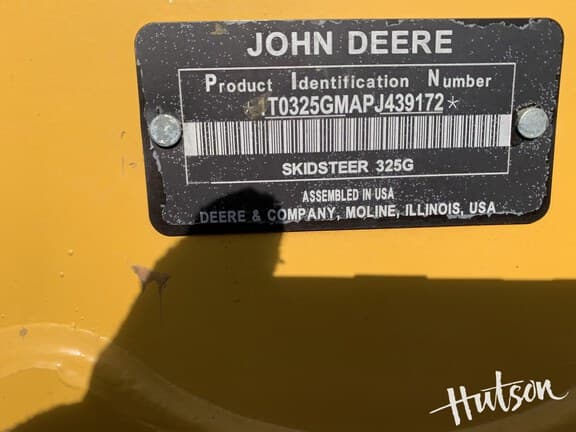 JOHN DEERE
Product Identification Number
*1T0325GMAPJ439172*
SKIDSTEER 325G
ASSEMBLED IN USA
DEERE & COMPANY, MOLINE, ILLINOIS, USA
Hutson